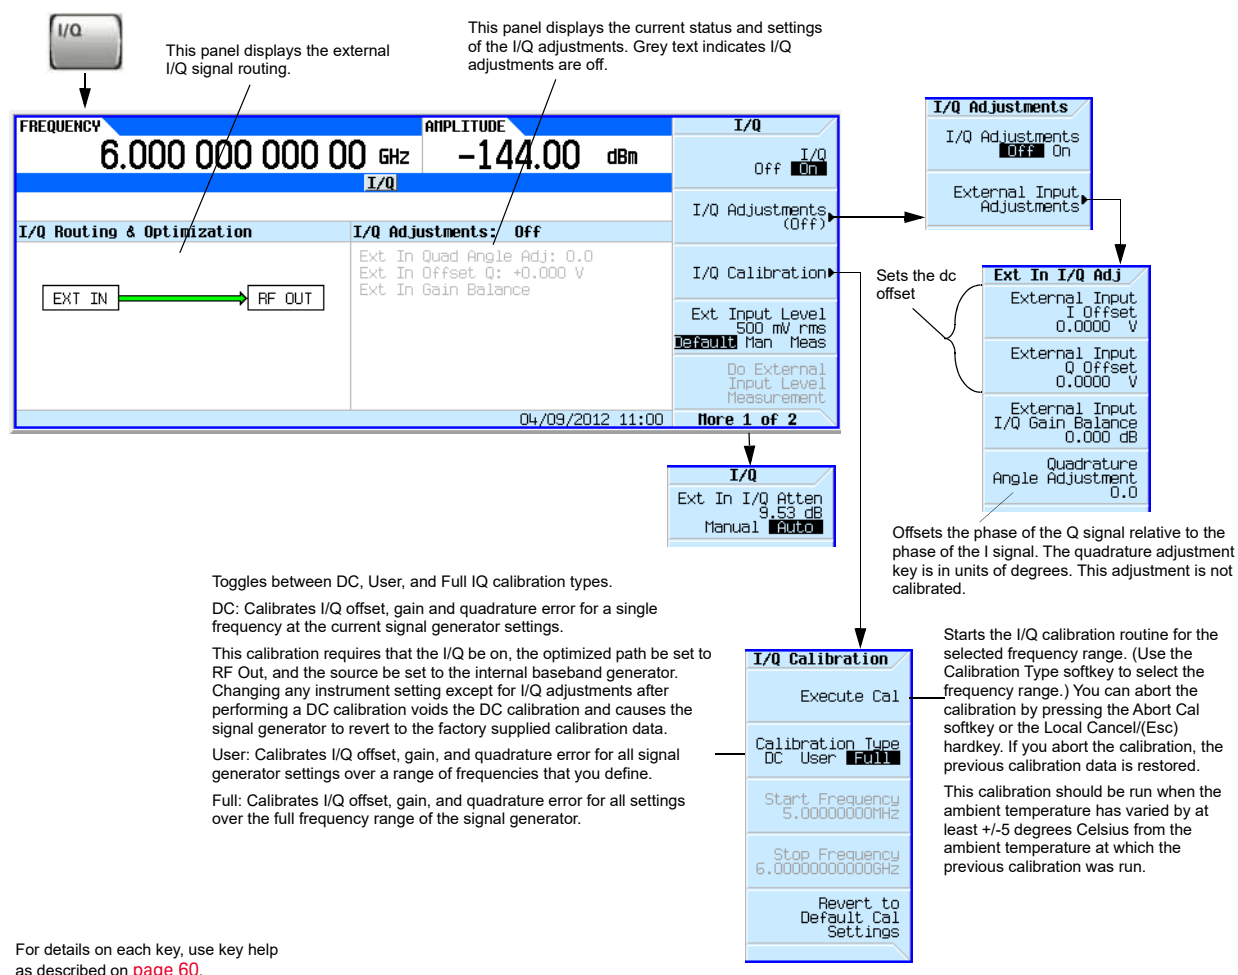 I/Q
This panel displays the external
I/Q signal routing.
This panel displays the current status and settings
of the I/Q adjustments. Grey text indicates I/Q
adjustments are off.
FREQUENCY
6.000 000 000 00 GHz
AMPLITUDE
-144.00 dBm
I/Q
I/Q Routing & Optimization
EXT IN
RF OUT
I/Q Adjustments: Off
Ext In Quad Angle Adj: 0.0
Ext In Offset Q: +0.000 V
Ext In Gain Balance
04/09/2012 11:00
I/Q
I/Q
Off On
I/Q Adjustments
(Off)
I/Q Calibration
Ext Input Level
500 mV rms
Default Man Meas
Do External
Input Level
Measurement
More 1 of 2
I/Q Adjustments
I/Q Adjustments
Off On
External Input
Adjustments
Sets the dc
offset
Ext In I/Q Adj
External Input
I Offset
0.0000 V
External Input
Q Offset
0.0000 V
External Input
I/Q Gain Balance
0.000 dB
Quadrature
Angle Adjustment
0.0
Offsets the phase of the Q signal relative to the
phase of the I signal. The quadrature adjustment
key is in units of degrees. This adjustment is not
calibrated.
I/Q
Ext In I/Q Atten
9.53 dB
Manual Auto
Toggles between DC, User, and Full IQ calibration types.
DC: Calibrates I/Q offset, gain and quadrature error for a single
frequency at the current signal generator settings.
This calibration requires that the I/Q be on, the optimized path be set to
RF Out, and the source be set to the internal baseband generator.
Changing any instrument setting except for I/Q adjustments after
performing a DC calibration voids the DC calibration and causes the
signal generator to revert to the factory supplied calibration data.
User: Calibrates I/Q offset, gain, and quadrature error for all signal
generator settings over a range of frequencies that you define.
Full: Calibrates I/Q offset, gain, and quadrature error for all settings
over the full frequency range of the signal generator.
I/Q Calibration
Execute Cal
Calibration Type
DC User Full
Start Frequency
5.00000000MHz
Stop Frequency
6.00000000000GHz
Revert to
Default Cal
Settings
Starts the I/Q calibration routine for the
selected frequency range. (Use the
Calibration Type softkey to select the
frequency range.) You can abort the
calibration by pressing the Abort Cal
softkey or the Local Cancel/(Esc)
hardkey. If you abort the calibration, the
previous calibration data is restored.
This calibration should be run when the
ambient temperature has varied by at
least +/-5 degrees Celsius from the
ambient temperature at which the
previous calibration was run.
For details on each key, use key help
as described on page 60.